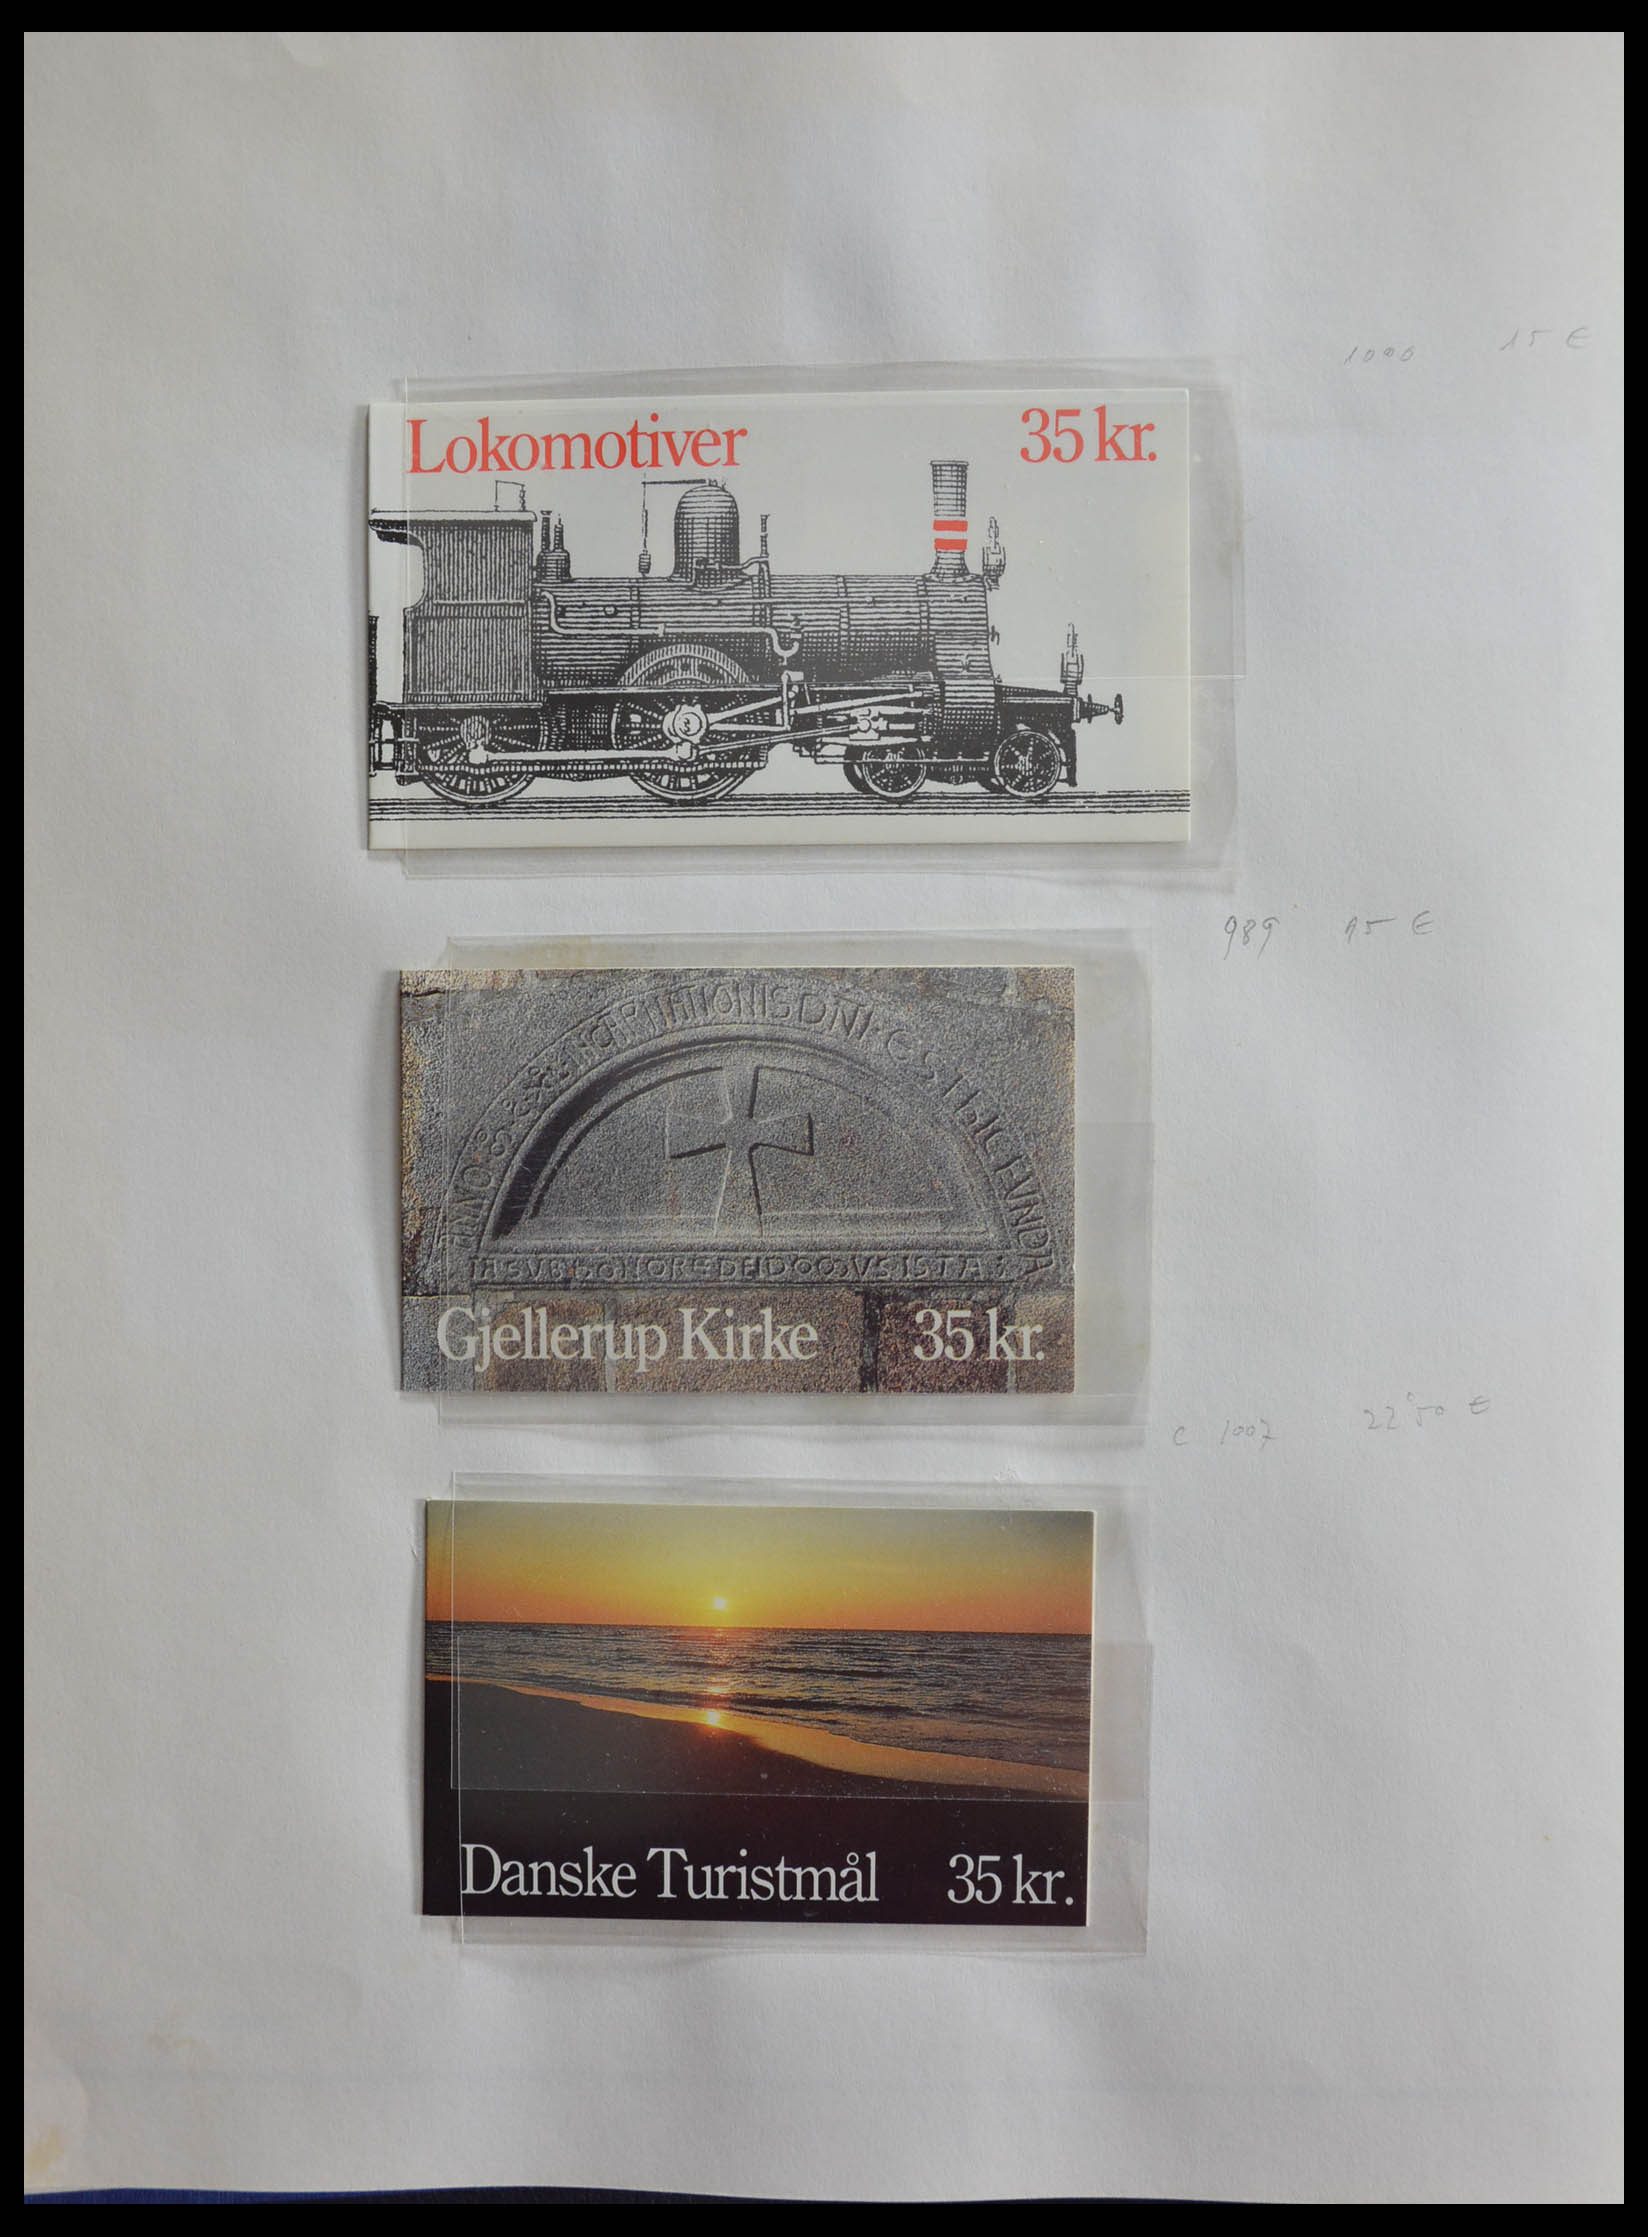 1000 15 €
Lokomotiver 35 kr.
989 15 €
Gjellerup Kirke 35 kr.
c 1007 22'50 €
Danske Turistmål 35 kr.